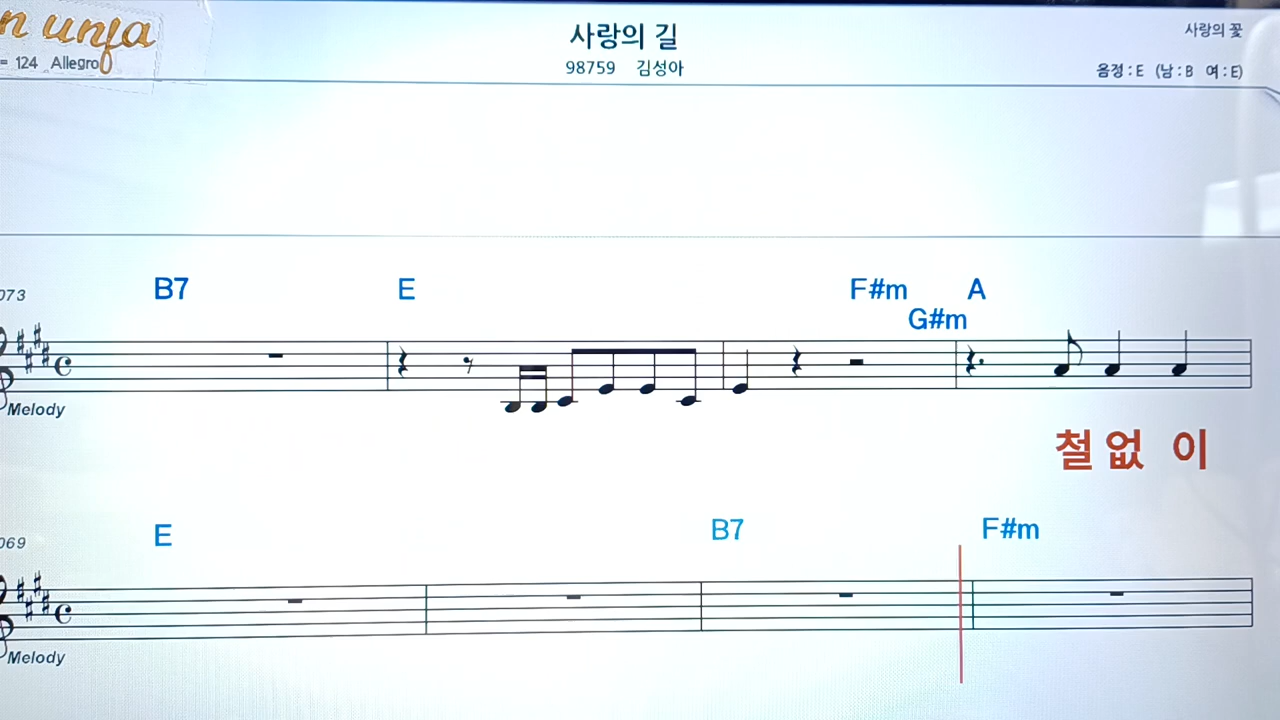 n unja
= 124 Allegro
사랑의 길
98759 김성아
사랑의 꽃
음정 : E (남 : B 여 : E)
073
B7 E F#m G#m A
Melody
철 없 이
069
E B7 F#m
Melody